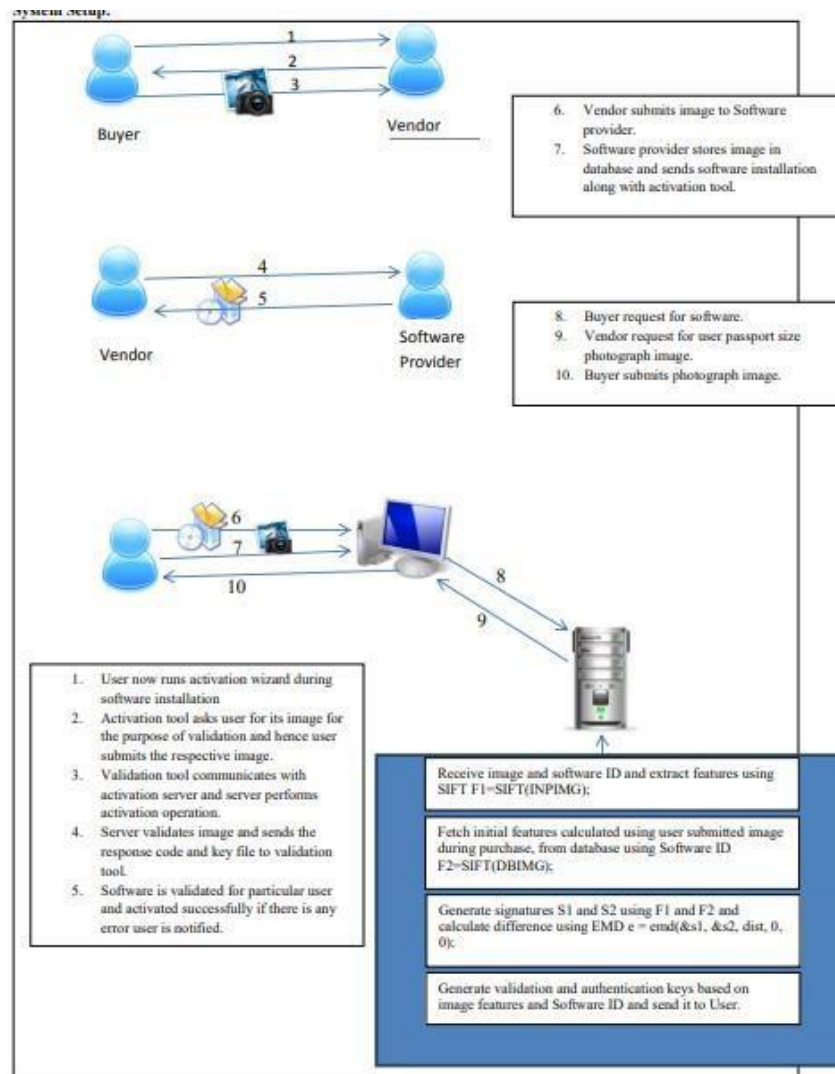 System Setup:
1
2
3
Buyer
Vendor
6. Vendor submits image to Software
provider.
7. Software provider stores image in
database and sends software installation
along with activation tool.
4
5
Vendor
Software
Provider
8. Buyer request for software.
9. Vendor request for user passport size
photograph image.
10. Buyer submits photograph image.
6
7
10
8
9
1. User now runs activation wizard during
software installation
2. Activation tool asks user for its image for
the purpose of validation and hence user
submits the respective image.
3. Validation tool communicates with
activation server and server performs
activation operation.
4. Server validates image and sends the
response code and key file to validation
tool.
5. Software is validated for particular user
and activated successfully if there is any
error user is notified.
Receive image and software ID and extract features using
SIFT F1=SIFT(INPIMG);
Fetch initial features calculated using user submitted image
during purchase, from database using Software ID
F2=SIFT(DBIMG);
Generate signatures S1 and S2 using F1 and F2 and
calculate difference using EMD e = emd(&s1, &s2, dist, 0,
0);
Generate validation and authentication keys based on
image features and Software ID and send it to User.